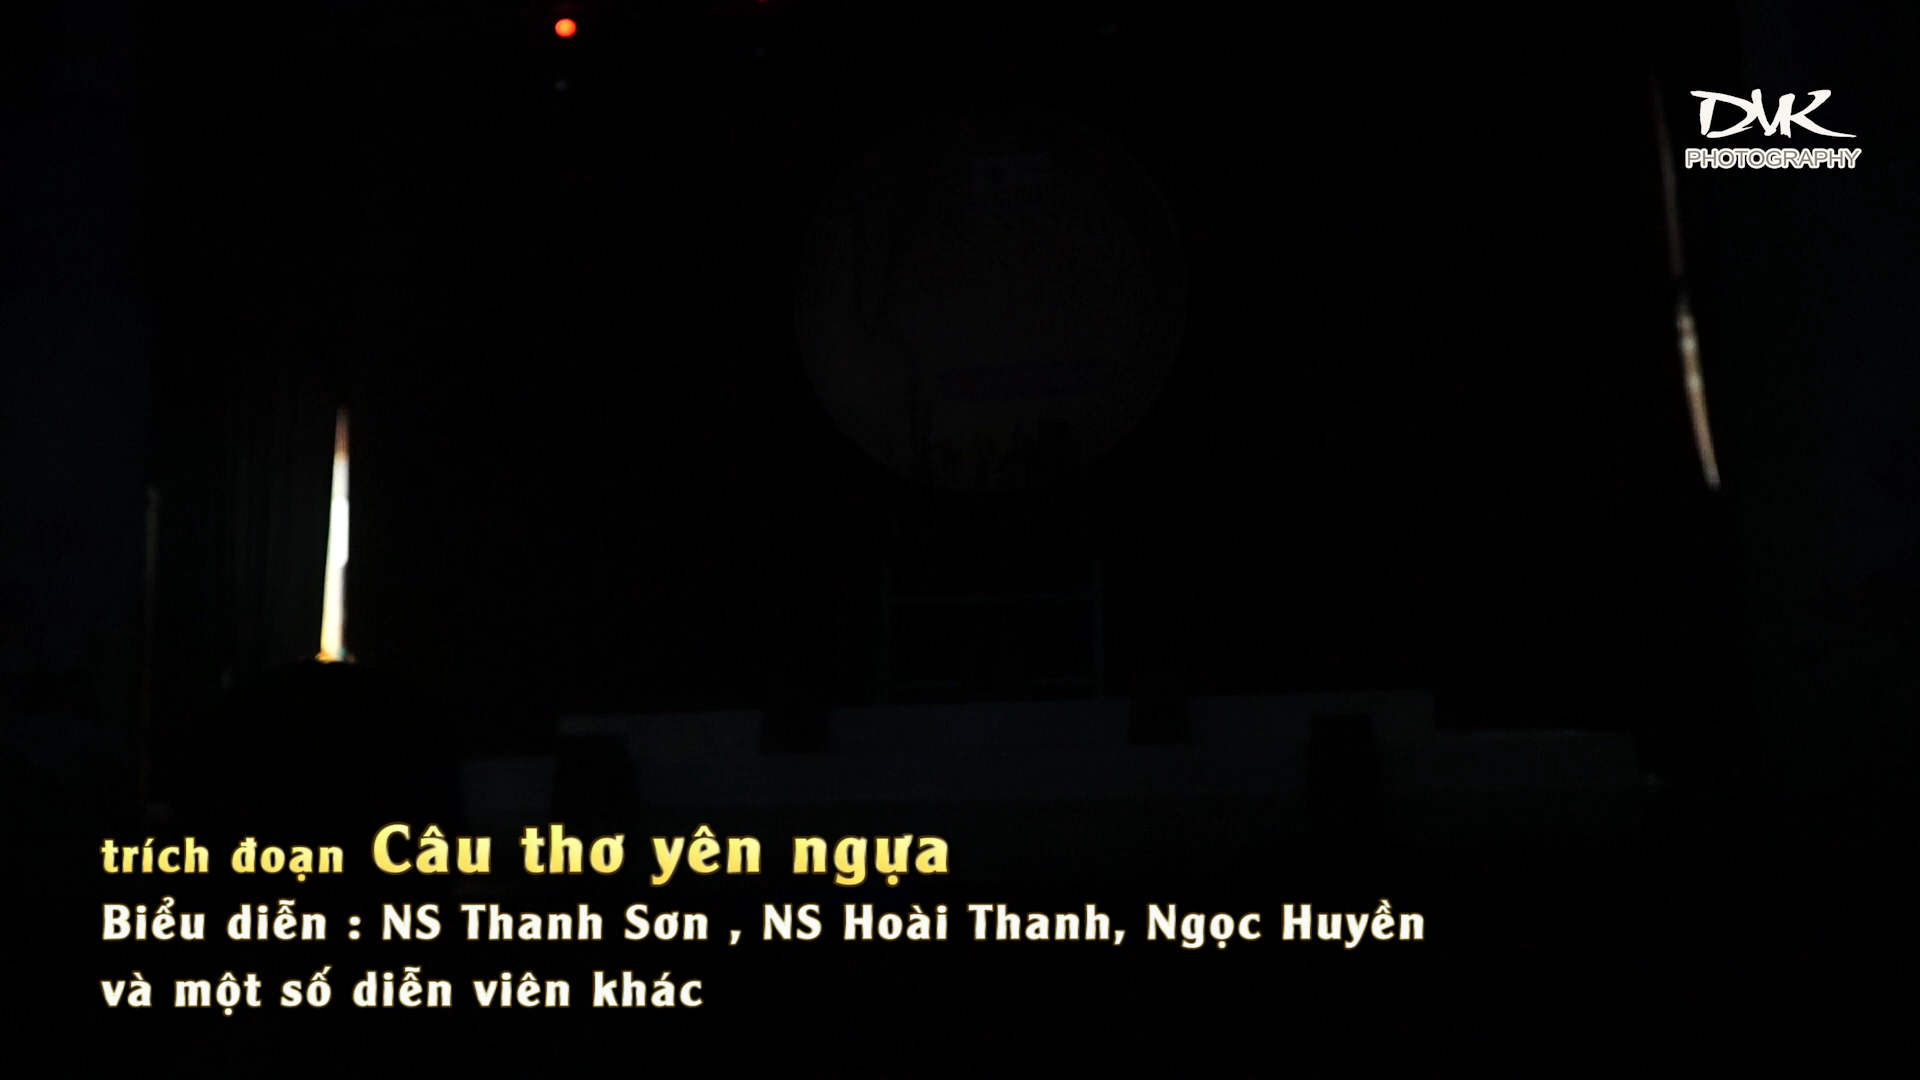 DVK
PHOTOGRAPHY
trích đoạn Câu thơ yên ngựa
Biểu diễn : NS Thanh Sơn , NS Hoài Thanh, Ngọc Huyền
và một số diễn viên khác